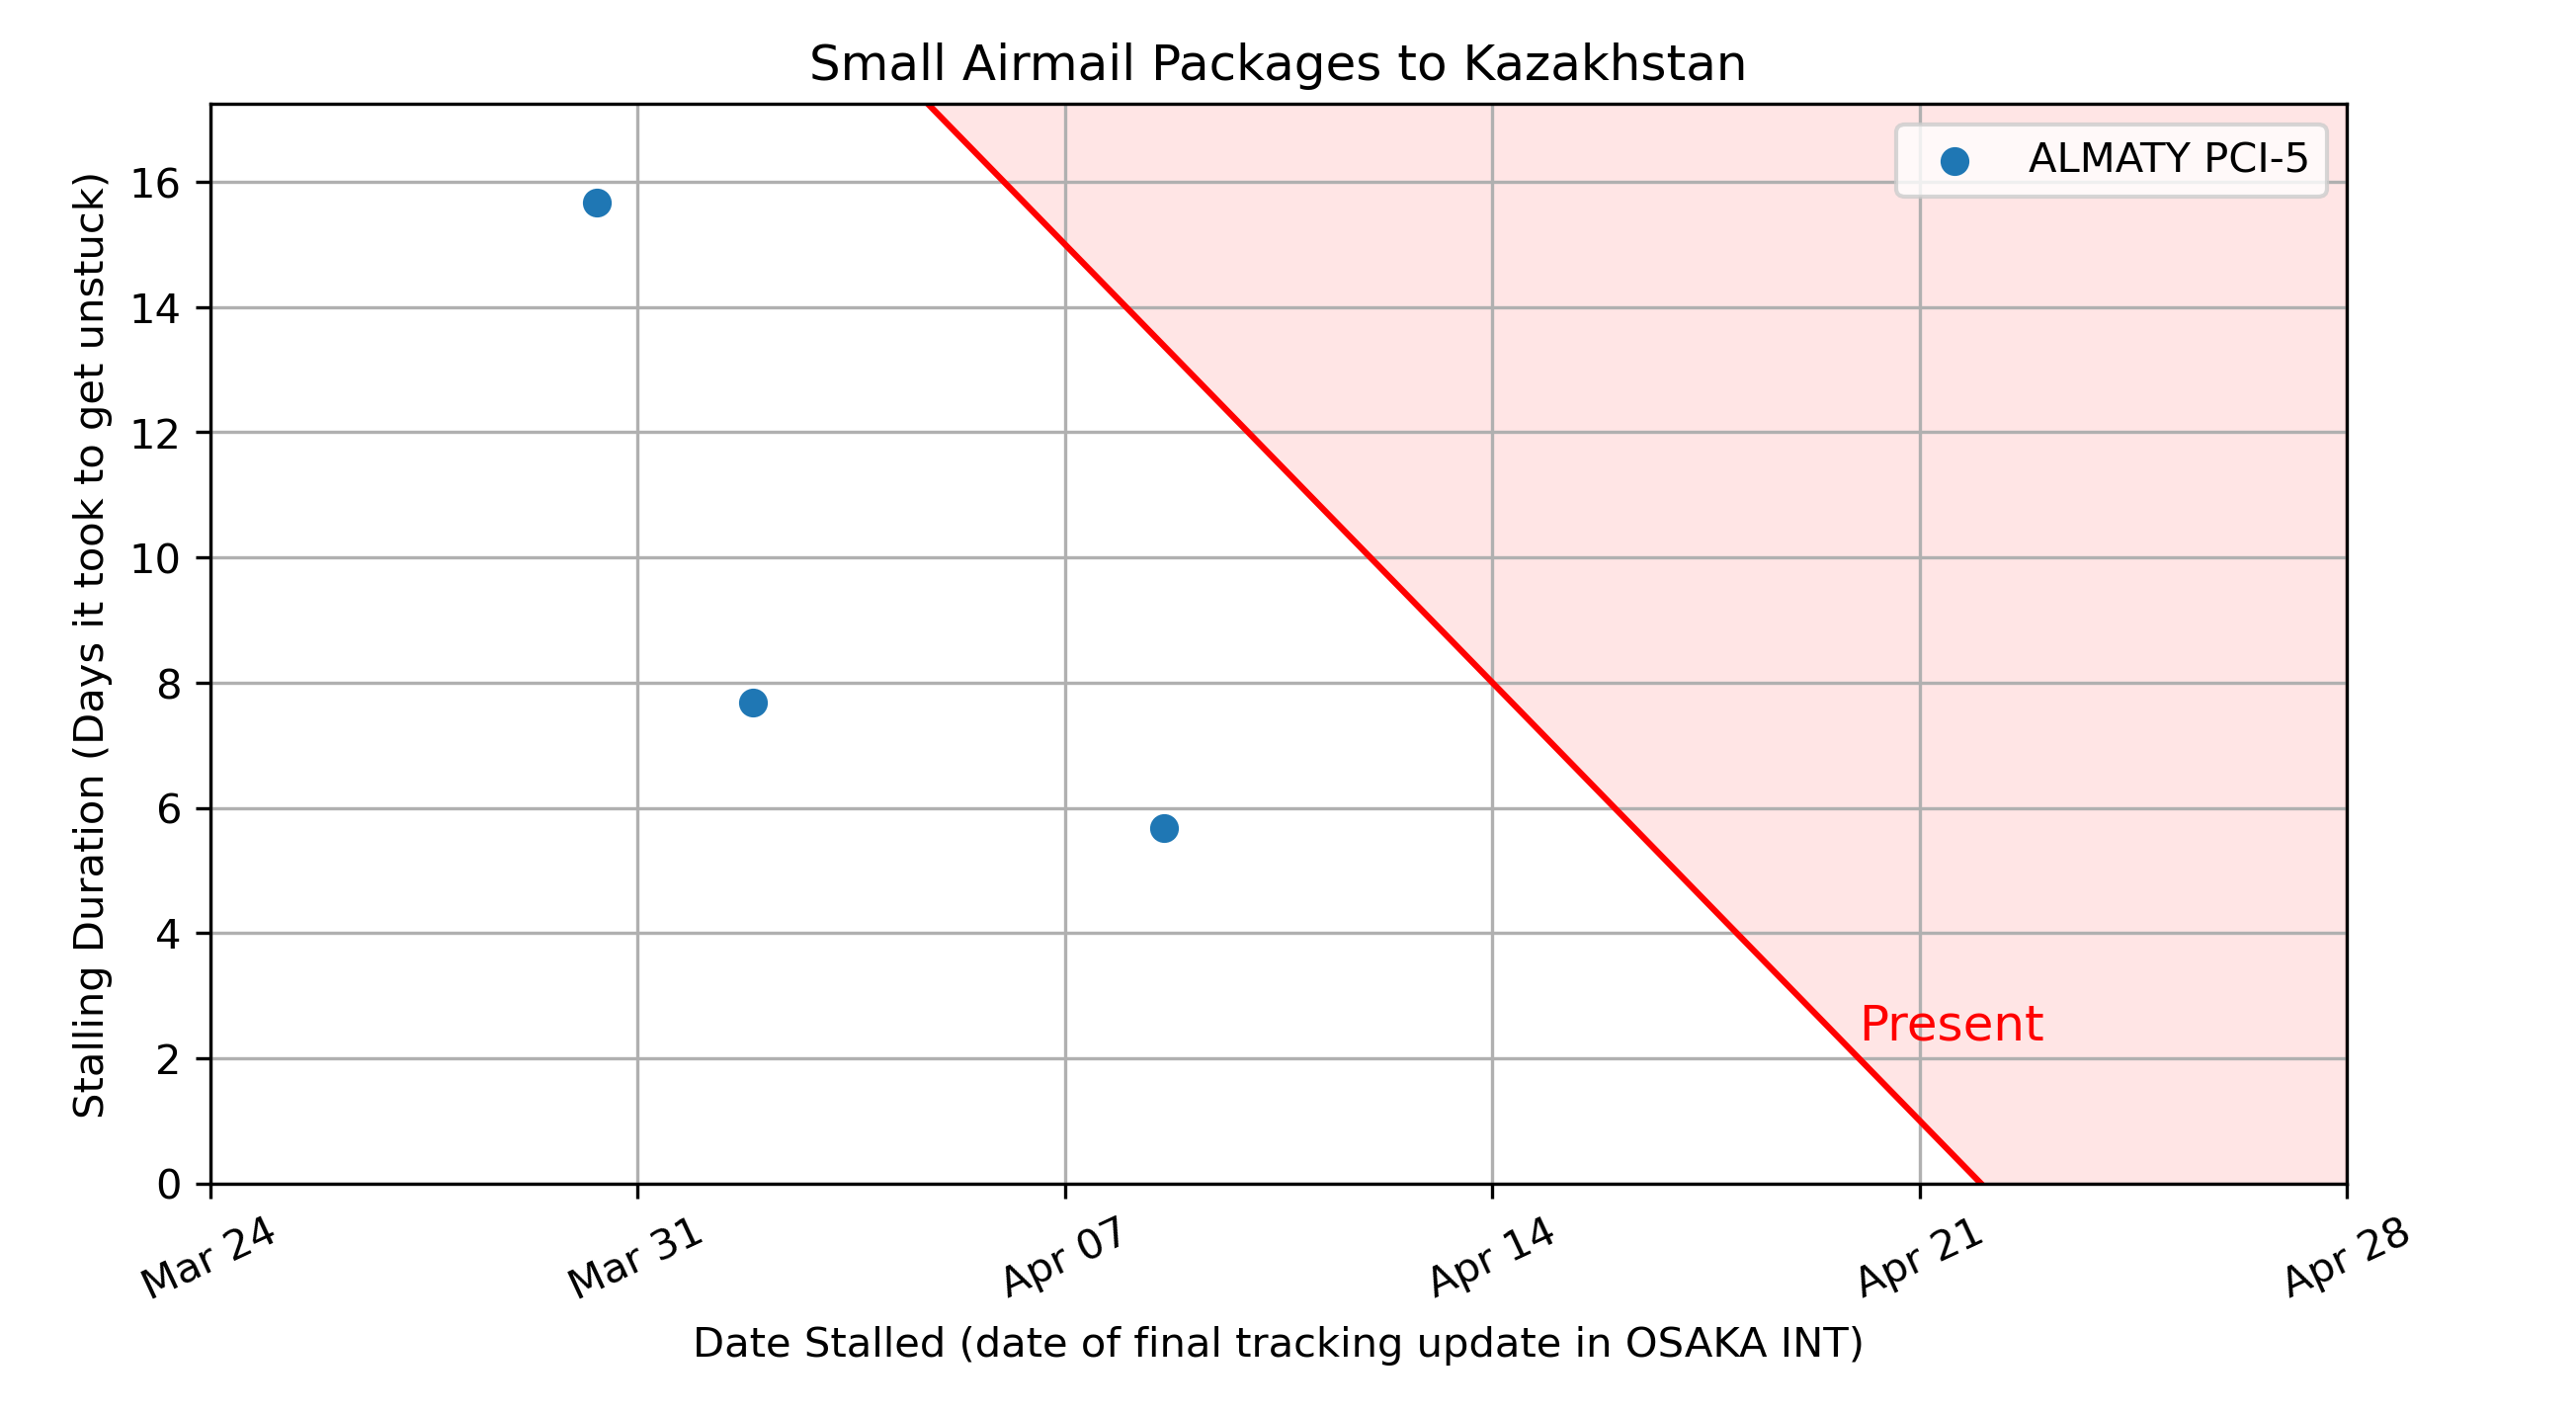 Small Airmail Packages to Kazakhstan
ALMATY PCI-5
Stalling Duration (Days it took to get unstuck)
16
14
12
10
8
6
4
2
0
Present
Mar 24
Mar 31
Apr 07
Apr 14
Apr 21
Apr 28
Date Stalled (date of final tracking update in OSAKA INT)